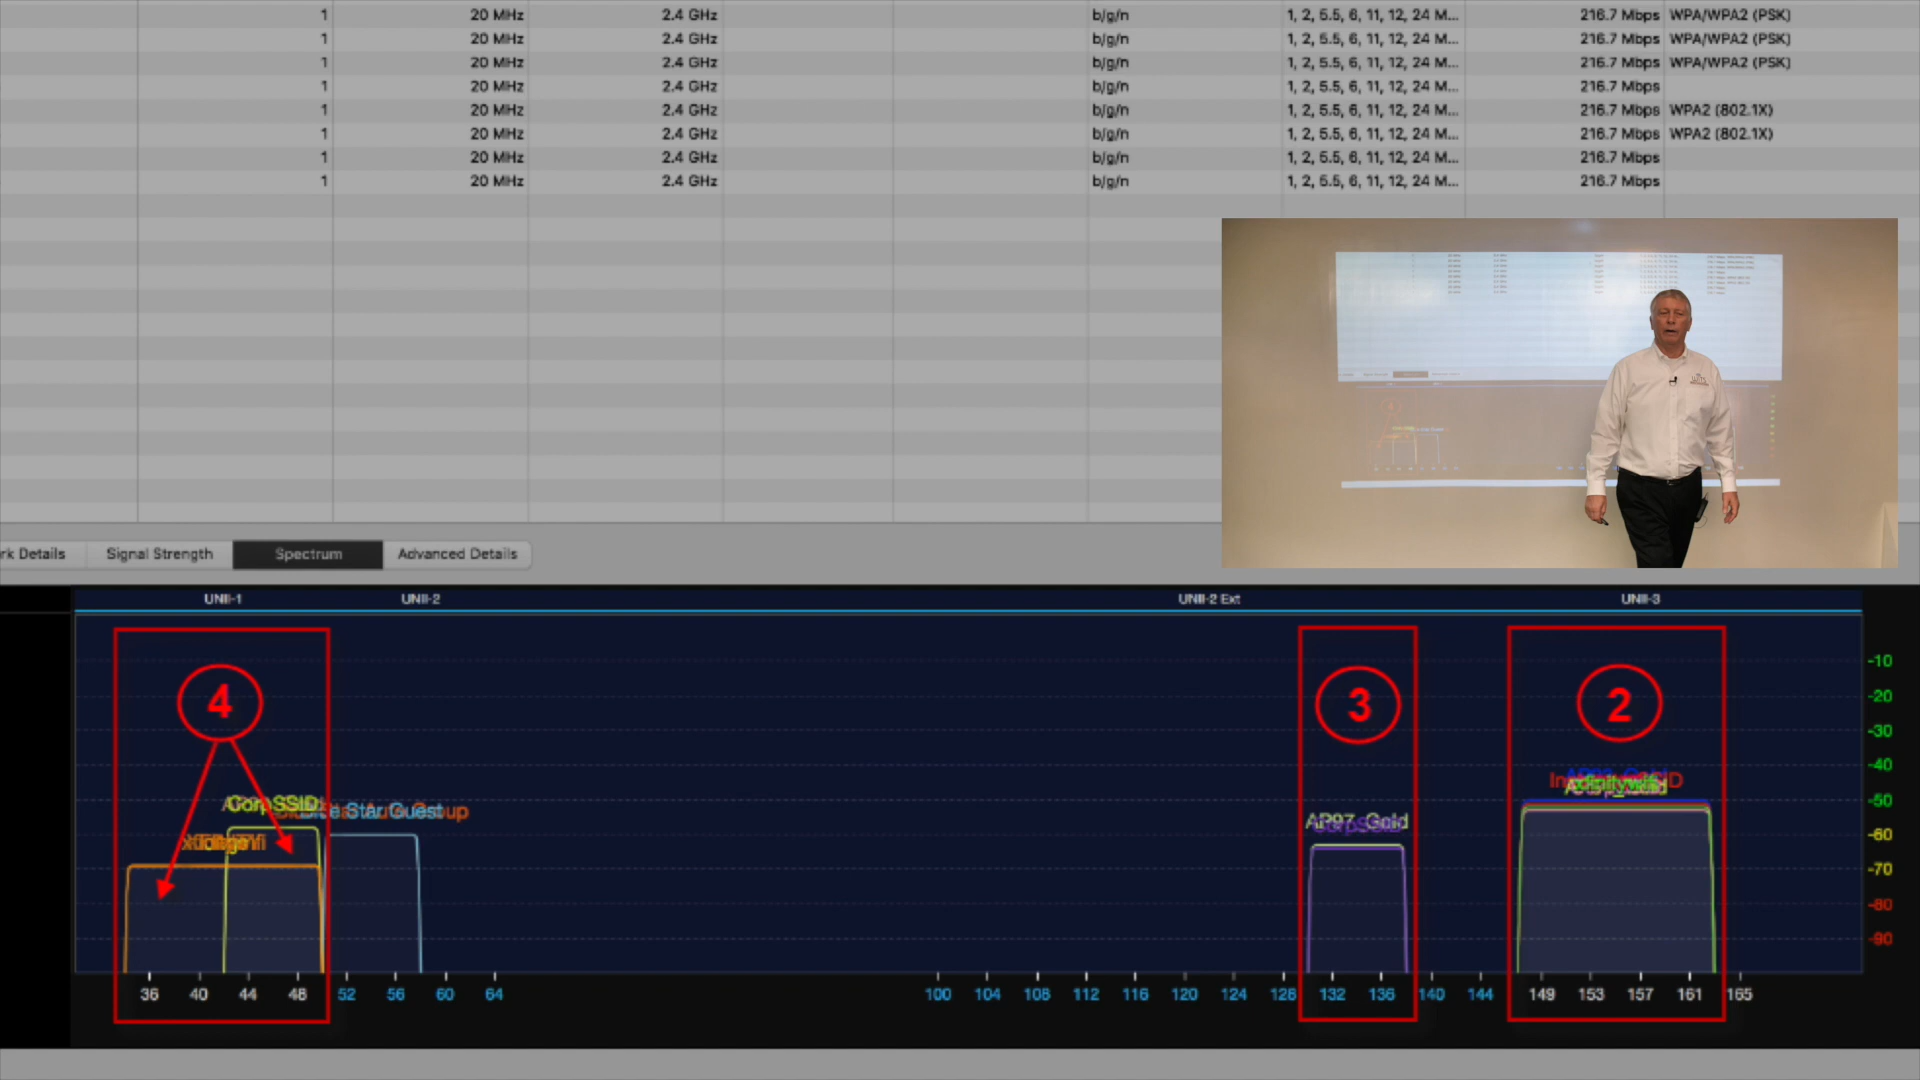 1 20 MHz 2.4 GHz b/g/n 1, 2, 5.5, 6, 11, 12, 24 M... 216.7 Mbps WPA/WPA2 (PSK)
1 20 MHz 2.4 GHz b/g/n 1, 2, 5.5, 6, 11, 12, 24 M... 216.7 Mbps WPA/WPA2 (PSK)
1 20 MHz 2.4 GHz b/g/n 1, 2, 5.5, 6, 11, 12, 24 M... 216.7 Mbps WPA/WPA2 (PSK)
1 20 MHz 2.4 GHz b/g/n 1, 2, 5.5, 6, 11, 12, 24 M... 216.7 Mbps
1 20 MHz 2.4 GHz b/g/n 1, 2, 5.5, 6, 11, 12, 24 M... 216.7 Mbps WPA2 (802.1X)
1 20 MHz 2.4 GHz b/g/n 1, 2, 5.5, 6, 11, 12, 24 M... 216.7 Mbps WPA2 (802.1X)
1 20 MHz 2.4 GHz b/g/n 1, 2, 5.5, 6, 11, 12, 24 M... 216.7 Mbps
1 20 MHz 2.4 GHz b/g/n 1, 2, 5.5, 6, 11, 12, 24 M... 216.7 Mbps
rk Details Signal Strength Spectrum Advanced Details
UNII-1 UNII-2 UNII-2 Ext UNII-3
4 3 2
-10
-20
-30
-40
-50
-60
-70
-80
-90
CorpSSID Star Guest
AP97_Gold
CorpSSID
36 40 44 48 52 56 60 64 100 104 108 112 116 120 124 128 132 136 140 144 149 153 157 161 165